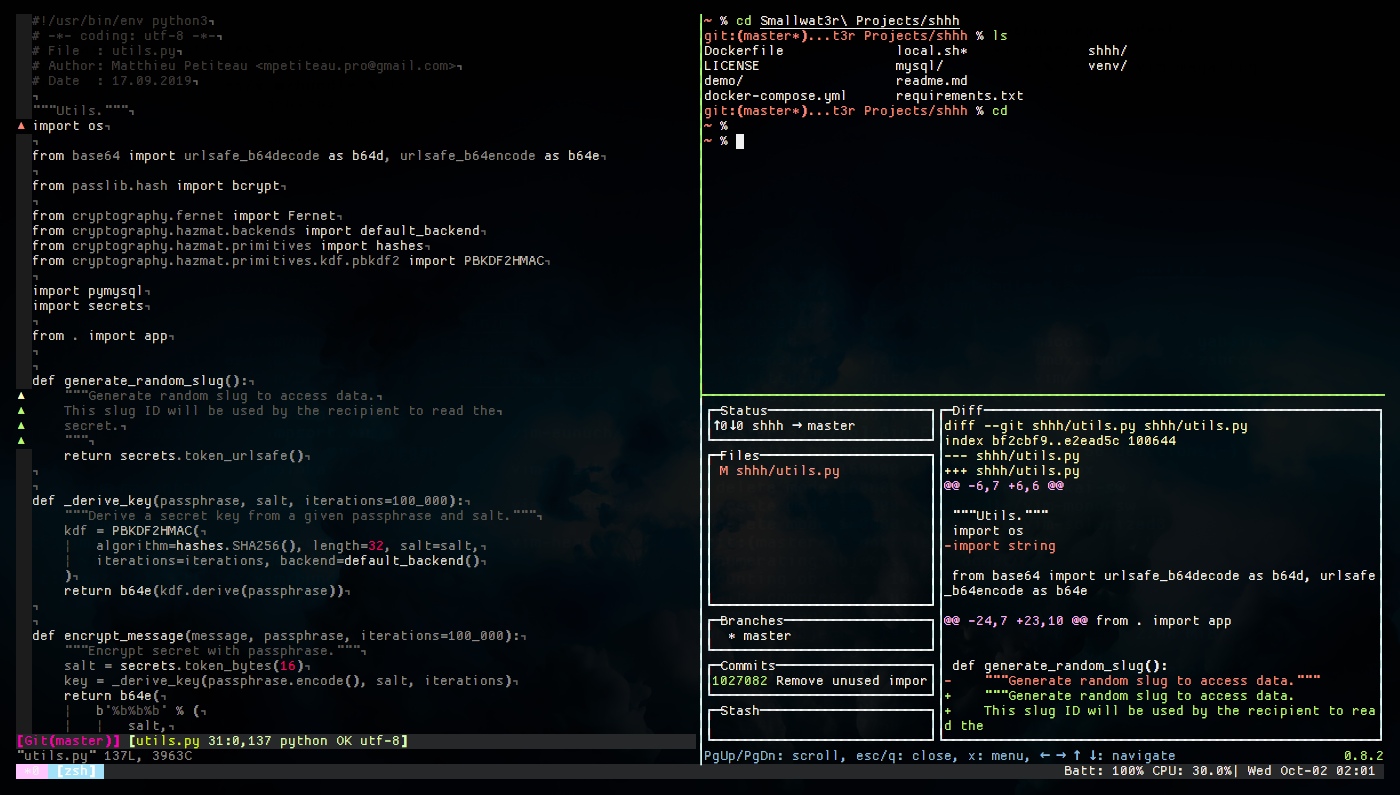 #!/usr/bin/env python3¬
# -*- coding: utf-8 -*-¬
# File  : utils.py¬
# Author: Matthieu Petiteau <mpetiteau.pro@gmail.com>¬
# Date  : 17.09.2019¬
¬
"""Utils."""¬
import os¬
¬
from base64 import urlsafe_b64decode as b64d, urlsafe_b64encode as b64e¬
¬
from passlib.hash import bcrypt¬
¬
from cryptography.fernet import Fernet¬
from cryptography.hazmat.backends import default_backend¬
from cryptography.hazmat.primitives import hashes¬
from cryptography.hazmat.primitives.kdf.pbkdf2 import PBKDF2HMAC¬
¬
import pymysql¬
import secrets¬
¬
from . import app¬
¬
¬
def generate_random_slug():¬
    """Generate random slug to access data.¬
    This slug ID will be used by the recipient to read the¬
    secret.¬
    """¬
    return secrets.token_urlsafe()¬
¬
¬
def _derive_key(passphrase, salt, iterations=100_000):¬
    """Derive a secret key from a given passphrase and salt."""¬
    kdf = PBKDF2HMAC(¬
    ¦   algorithm=hashes.SHA256(), length=32, salt=salt,¬
    ¦   iterations=iterations, backend=default_backend()¬
    )¬
    return b64e(kdf.derive(passphrase))¬
¬
¬
def encrypt_message(message, passphrase, iterations=100_000):¬
    """Encrypt secret with passphrase."""¬
    salt = secrets.token_bytes(16)¬
    key = _derive_key(passphrase.encode(), salt, iterations)¬
    return b64e(¬
    ¦   b'%b%b%b' % (¬
    ¦   ¦   salt,¬
[Git(master)] [utils.py 31:0,137 python OK utf-8]
"utils.py" 137L, 3963C
~ % cd Smallwat3r\ Projects/shhh
git:(master*)...t3r Projects/shhh % ls
Dockerfile              local.sh*               shhh/
LICENSE                 mysql/                  venv/
demo/                   readme.md
docker-compose.yml      requirements.txt
git:(master*)...t3r Projects/shhh % cd
~ %
~ %
Status
↑0↓0 shhh → master
Files
M shhh/utils.py
Branches
* master
Commits
1027082 Remove unused impor
Stash
Diff
diff --git shhh/utils.py shhh/utils.py
index bf2cbf9..e2ead5c 100644
--- shhh/utils.py
+++ shhh/utils.py
@@ -6,7 +6,6 @@
 """Utils."""
 import os
-import string
 from base64 import urlsafe_b64decode as b64d, urlsafe
_b64encode as b64e
@@ -24,7 +23,10 @@ from . import app
 def generate_random_slug():
-    """Generate random slug to access data."""
+    """Generate random slug to access data.
+    This slug ID will be used by the recipient to rea
d the
PgUp/PgDn: scroll, esc/q: close, x: menu, ← → ↑ ↓: navigate 0.8.2
[zsh] Batt: 100% CPU: 30.0%| Wed Oct-02 02:01